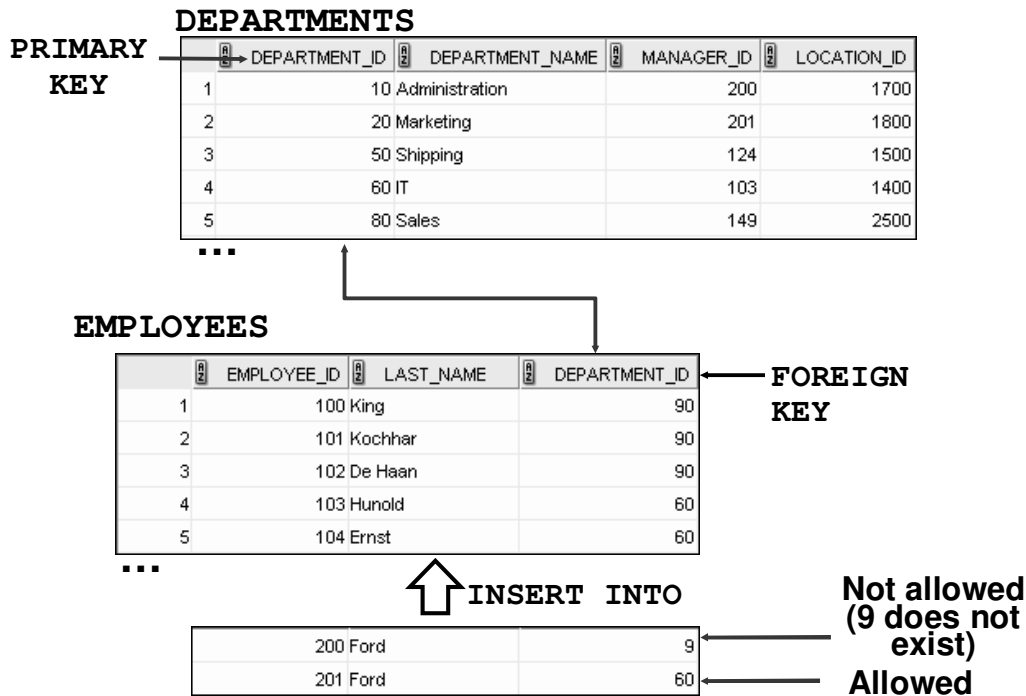 DEPARTMENTS
PRIMARY
KEY
DEPARTMENT_ID DEPARTMENT_NAME MANAGER_ID LOCATION_ID
1 10 Administration 200 1700
2 20 Marketing 201 1800
3 50 Shipping 124 1500
4 60 IT 103 1400
5 80 Sales 149 2500
...
EMPLOYEES
EMPLOYEE_ID LAST_NAME DEPARTMENT_ID
FOREIGN
KEY
1 100 King 90
2 101 Kochhar 90
3 102 De Haan 90
4 103 Hunold 60
5 104 Ernst 60
...
INSERT INTO
Not allowed
(9 does not
exist)
200 Ford 9
201 Ford 60
Allowed